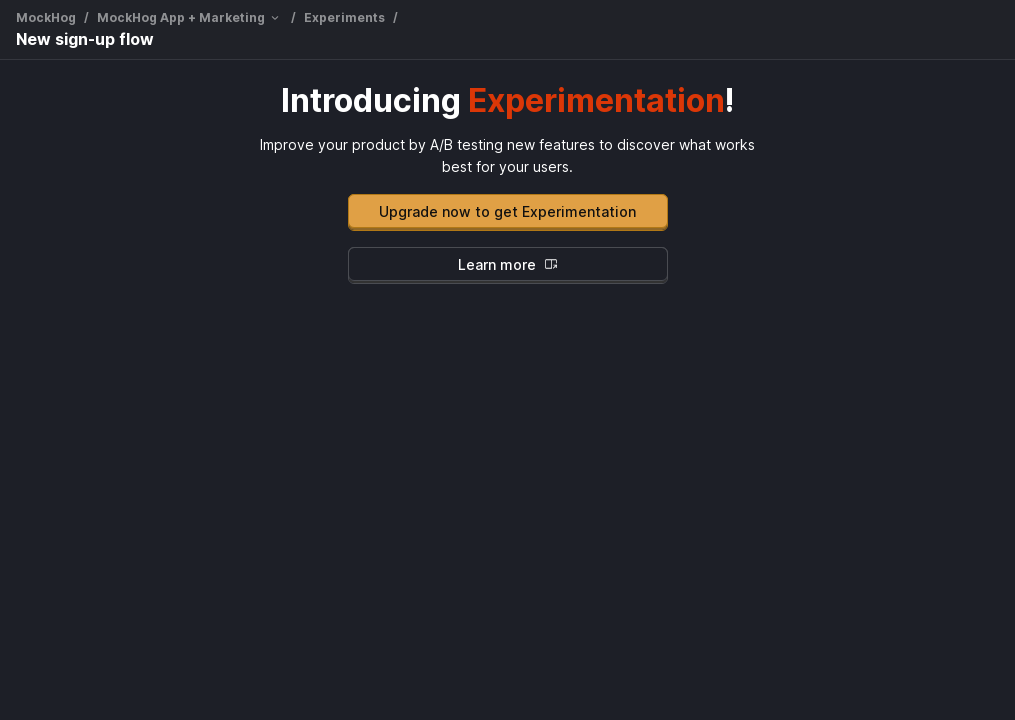 MockHog / MockHog App + Marketing / Experiments /
New sign-up flow
Introducing Experimentation!
Improve your product by A/B testing new features to discover what works
best for your users.
Upgrade now to get Experimentation
Learn more